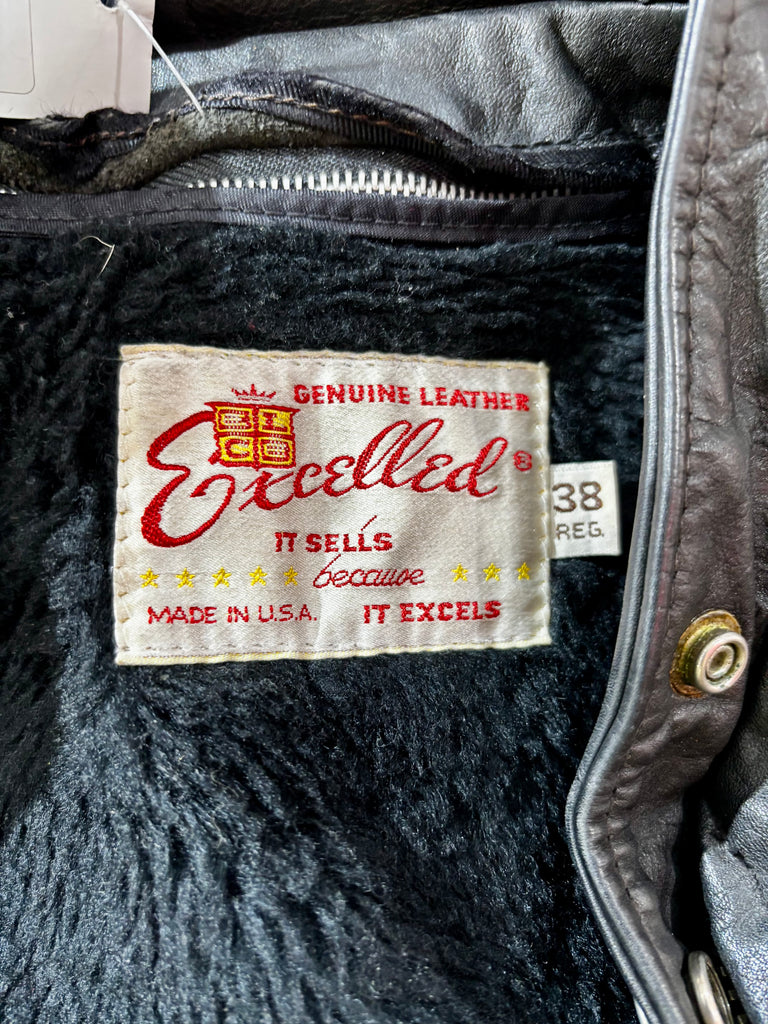 GENUINE LEATHER
Excelled®
IT SELLS
because
MADE IN U.S.A. IT EXCELS
38
REG.